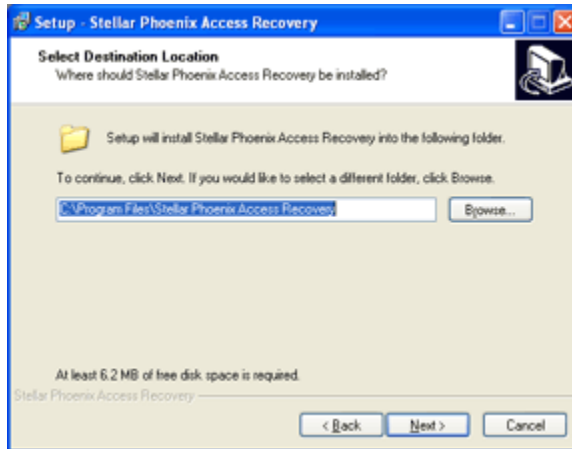 Setup - Stellar Phoenix Access Recovery
Select Destination Location
Where should Stellar Phoenix Access Recovery be installed?
Setup will install Stellar Phoenix Access Recovery into the following folder.
To continue, click Next. If you would like to select a different folder, click Browse.
C:\Program Files\Stellar Phoenix Access Recovery
Browse...
At least 6.2 MB of free disk space is required.
Stellar Phoenix Access Recovery
< Back Next > Cancel